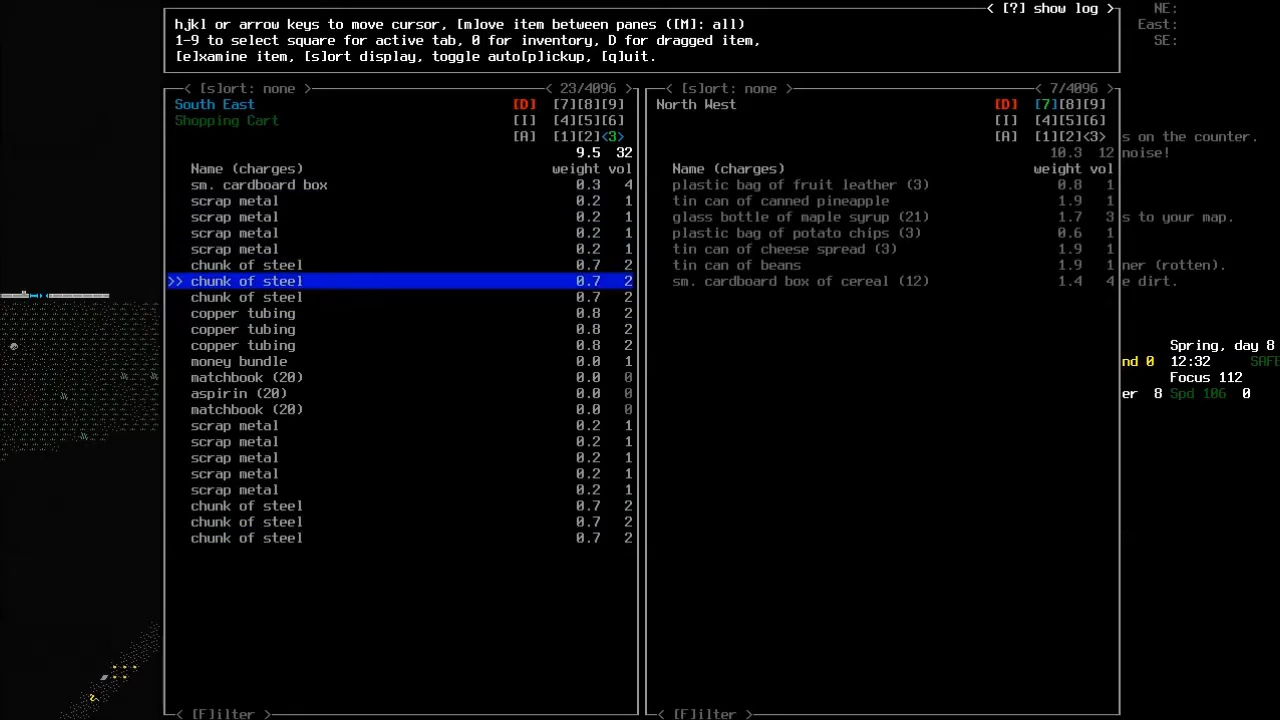 < [?] show log >
NE:
hjkl or arrow keys to move cursor, [m]ove item between panes ([M]: all)
East:
1-9 to select square for active tab, 0 for inventory, D for dragged item,
SE:
[e]xamine item, [s]ort display, toggle auto[p]ickup, [q]uit.
< [s]ort: none > < 23/4096 >
South East [D] [7][8][9]
Shopping Cart [I] [4][5][6]
[A] [1][2]<3>
9.5 32
Name (charges) weight vol
sm. cardboard box 0.3 4
scrap metal 0.2 1
scrap metal 0.2 1
scrap metal 0.2 1
scrap metal 0.2 1
chunk of steel 0.7 2
>> chunk of steel 0.7 2
chunk of steel 0.7 2
copper tubing 0.8 2
copper tubing 0.8 2
copper tubing 0.8 2
money bundle 0.0 1
matchbook (20) 0.0 0
aspirin (20) 0.0 0
matchbook (20) 0.0 0
scrap metal 0.2 1
scrap metal 0.2 1
scrap metal 0.2 1
scrap metal 0.2 1
scrap metal 0.2 1
chunk of steel 0.7 2
chunk of steel 0.7 2
chunk of steel 0.7 2
< [F]ilter >
< [s]ort: none > < 7/4096 >
North West [D] [7][8][9]
[I] [4][5][6]
[A] [1][2]<3>
10.3 12
Name (charges) weight vol
plastic bag of fruit leather (3) 0.8 1
tin can of canned pineapple 1.9 1
glass bottle of maple syrup (21) 1.7 3
plastic bag of potato chips (3) 0.6 1
tin can of cheese spread (3) 1.9 1
tin can of beans 1.9 1
sm. cardboard box of cereal (12) 1.4 4
< [F]ilter >
s on the counter.
noise!
s to your map.
ner (rotten).
e dirt.
Spring, day 8
nd 0 12:32 SAFE
Focus 112
er 8 Spd 106 0